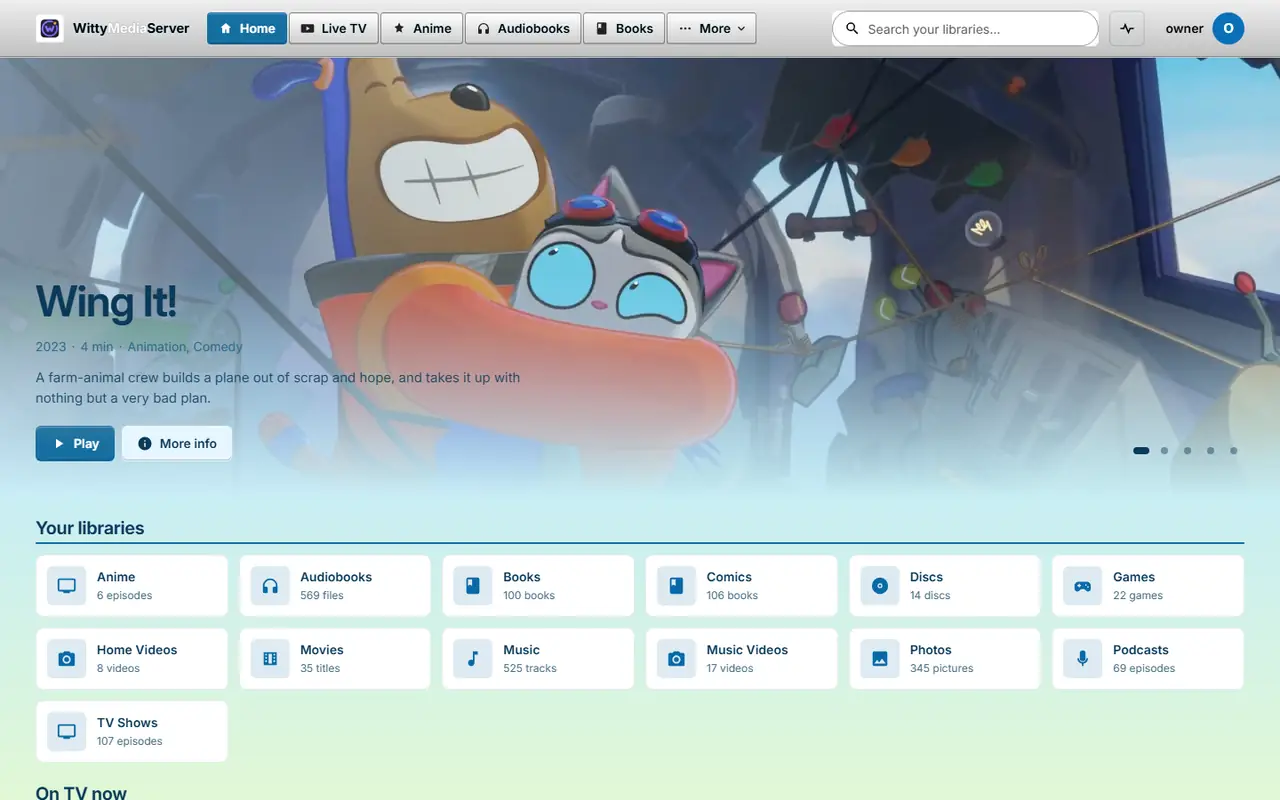 WittyMediaServer
Home
Live TV
Anime
Audiobooks
Books
More
Search your libraries...
owner
O
Wing It!
2023 · 4 min · Animation, Comedy
A farm-animal crew builds a plane out of scrap and hope, and takes it up with
nothing but a very bad plan.
Play
More info
Your libraries
Anime
6 episodes
Audiobooks
569 files
Books
100 books
Comics
106 books
Discs
14 discs
Games
22 games
Home Videos
8 videos
Movies
35 titles
Music
525 tracks
Music Videos
17 videos
Photos
345 pictures
Podcasts
69 episodes
TV Shows
107 episodes
On TV now